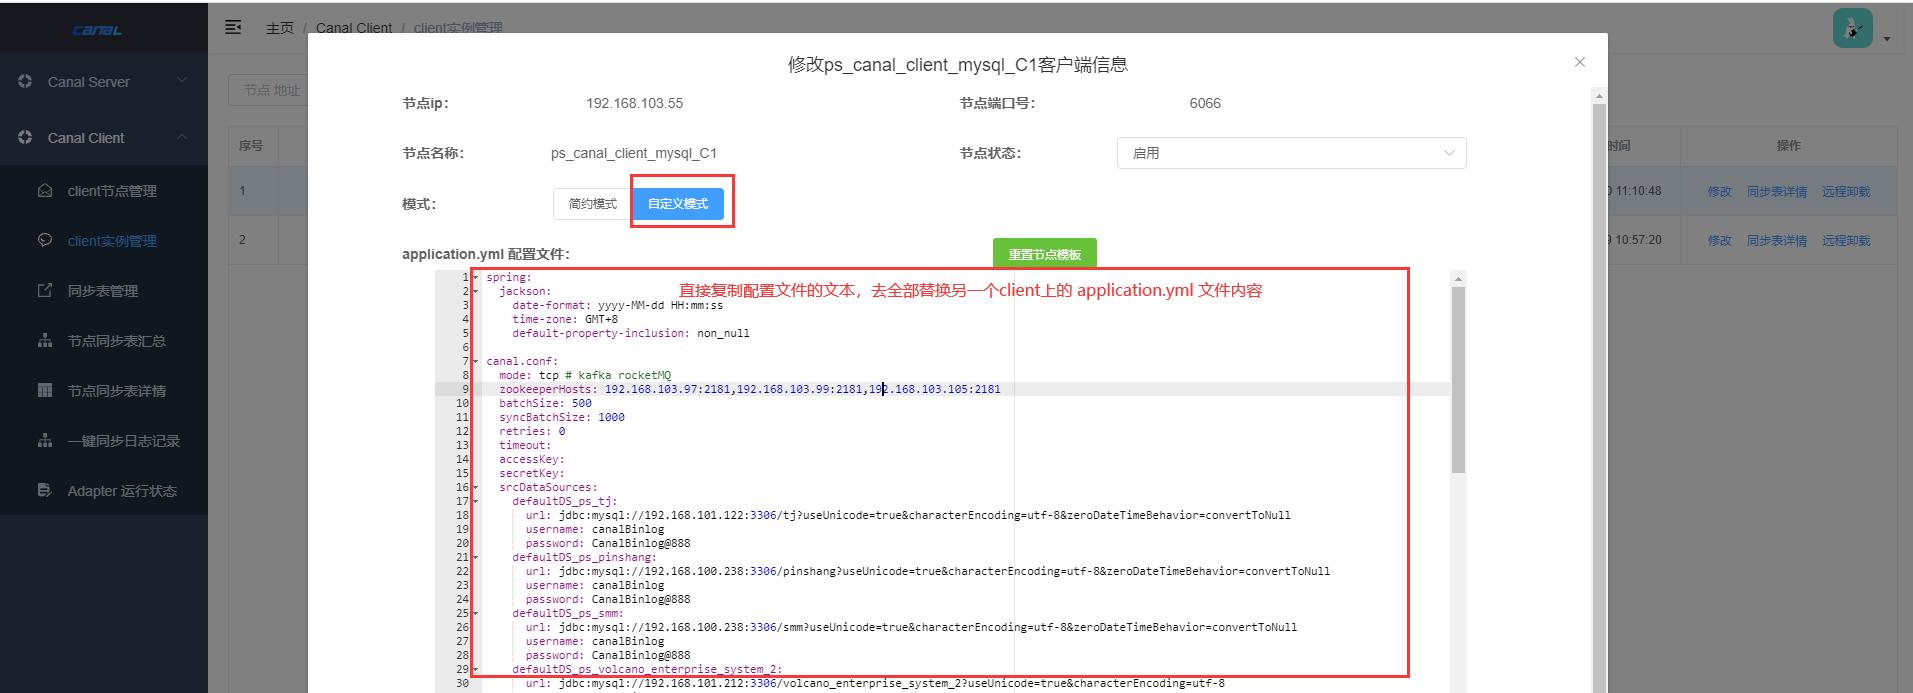 CANAL
主页 / Canal Client / client实例管理
Canal Server
Canal Client
client节点管理
client实例管理
同步表管理
节点同步表汇总
节点同步表详情
一键同步日志记录
Adapter 运行状态
节点 地址
序号
时间
操作
1
11:10:48
修改 同步表详情 远程卸载
2
10:57:20
修改 同步表详情 远程卸载
修改ps_canal_client_mysql_C1客户端信息
节点ip: 192.168.103.55
节点端口号: 6066
节点名称: ps_canal_client_mysql_C1
节点状态: 启用
模式: 简约模式 自定义模式
application.yml 配置文件:
重置节点模板
直接复制配置文件的文本，去全部替换另一个client上的 application.yml 文件内容
1 spring:
2 jackson:
3 date-format: yyyy-MM-dd HH:mm:ss
4 time-zone: GMT+8
5 default-property-inclusion: non_null
6
7 canal.conf:
8 mode: tcp # kafka rocketMQ
9 zookeeperHosts: 192.168.103.97:2181,192.168.103.99:2181,192.168.103.105:2181
10 batchSize: 500
11 syncBatchSize: 1000
12 retries: 0
13 timeout:
14 accessKey:
15 secretKey:
16 srcDataSources:
17 defaultDS_ps_tj:
18 url: jdbc:mysql://192.168.101.122:3306/tj?useUnicode=true&characterEncoding=utf-8&zeroDateTimeBehavior=convertToNull
19 username: canalBinlog
20 password: CanalBinlog@888
21 defaultDS_ps_pinshang:
22 url: jdbc:mysql://192.168.100.238:3306/pinshang?useUnicode=true&characterEncoding=utf-8&zeroDateTimeBehavior=convertToNull
23 username: canalBinlog
24 password: CanalBinlog@888
25 defaultDS_ps_smm:
26 url: jdbc:mysql://192.168.100.238:3306/smm?useUnicode=true&characterEncoding=utf-8&zeroDateTimeBehavior=convertToNull
27 username: canalBinlog
28 password: CanalBinlog@888
29 defaultDS_ps_volcano_enterprise_system_2:
30 url: jdbc:mysql://192.168.101.212:3306/volcano_enterprise_system_2?useUnicode=true&characterEncoding=utf-8